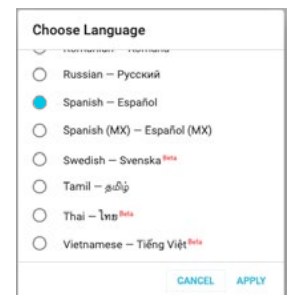 Choose Language
Russian — Русский
Spanish — Español
Spanish (MX) — Español (MX)
Swedish — Svenska Beta
Tamil — தமிழ்
Thai — ไทย Beta
Vietnamese — Tiếng Việt Beta
CANCEL APPLY